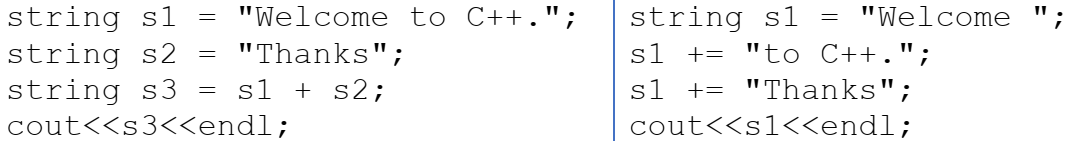 string s1 = "Welcome to C++.";
string s2 = "Thanks";
string s3 = s1 + s2;
cout<<s3<<endl;
string s1 = "Welcome ";
s1 += "to C++.";
s1 += "Thanks";
cout<<s1<<endl;